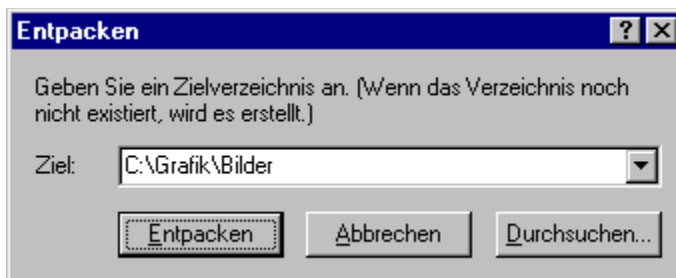 Entpacken
Geben Sie ein Zielverzeichnis an. (Wenn das Verzeichnis noch
nicht existiert, wird es erstellt.)
Ziel: C:\Grafik\Bilder
Entpacken Abbrechen Durchsuchen...